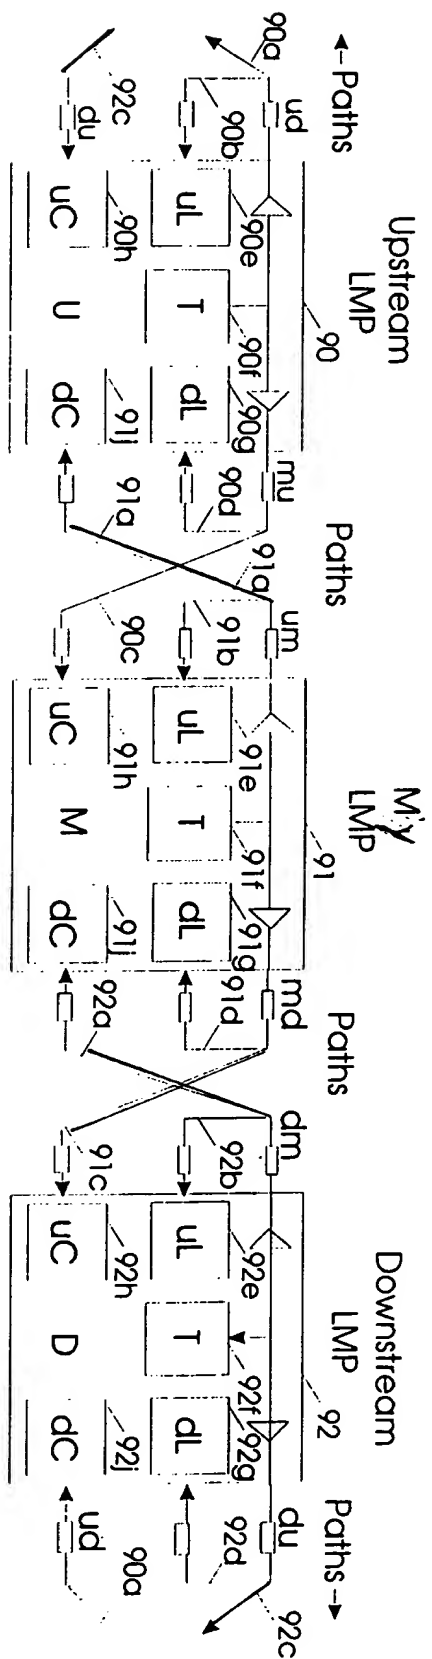 ←Paths
Upstream
LMP
Paths
M'y
LMP
Paths
Downstream
LMP
Paths→
90
91
92
90a
ud
mu
um
md
dm
du
92c
90b
90e
90f
90g
90d
91a
91b
91e
91f
91g
91d
92b
92e
92f
92g
92d
uL
T
dL
uL
T
dL
uL
T
dL
92c
du
90h
91j
91a
90c
91h
91j
92a
91c
92h
92j
ud
90a
uC
U
dC
uC
M
dC
uC
D
dC